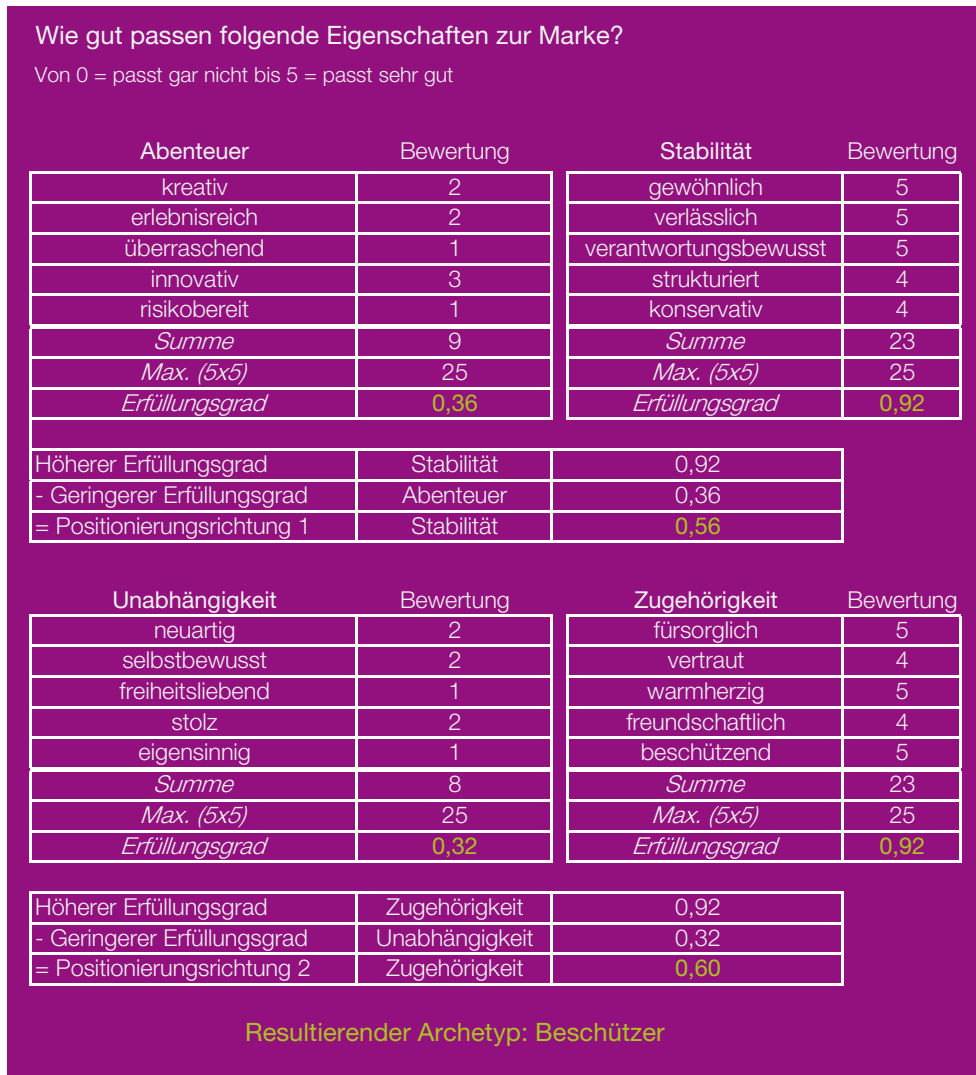 Wie gut passen folgende Eigenschaften zur Marke?
Von 0 = passt gar nicht bis 5 = passt sehr gut
Abenteuer Bewertung Stabilität Bewertung
kreativ 2 gewöhnlich 5
erlebnisreich 2 verlässlich 5
überraschend 1 verantwortungsbewusst 5
innovativ 3 strukturiert 4
risikobereit 1 konservativ 4
Summe 9 Summe 23
Max. (5x5) 25 Max. (5x5) 25
Erfüllungsgrad 0,36 Erfüllungsgrad 0,92
Höherer Erfüllungsgrad Stabilität 0,92
- Geringerer Erfüllungsgrad Abenteuer 0,36
= Positionierungsrichtung 1 Stabilität 0,56
Unabhängigkeit Bewertung Zugehörigkeit Bewertung
neuartig 2 fürsorglich 5
selbstbewusst 2 vertraut 4
freiheitsliebend 1 warmherzig 5
stolz 2 freundschaftlich 4
eigensinnig 1 beschützend 5
Summe 8 Summe 23
Max. (5x5) 25 Max. (5x5) 25
Erfüllungsgrad 0,32 Erfüllungsgrad 0,92
Höherer Erfüllungsgrad Zugehörigkeit 0,92
- Geringerer Erfüllungsgrad Unabhängigkeit 0,32
= Positionierungsrichtung 2 Zugehörigkeit 0,60
Resultierender Archetyp: Beschützer